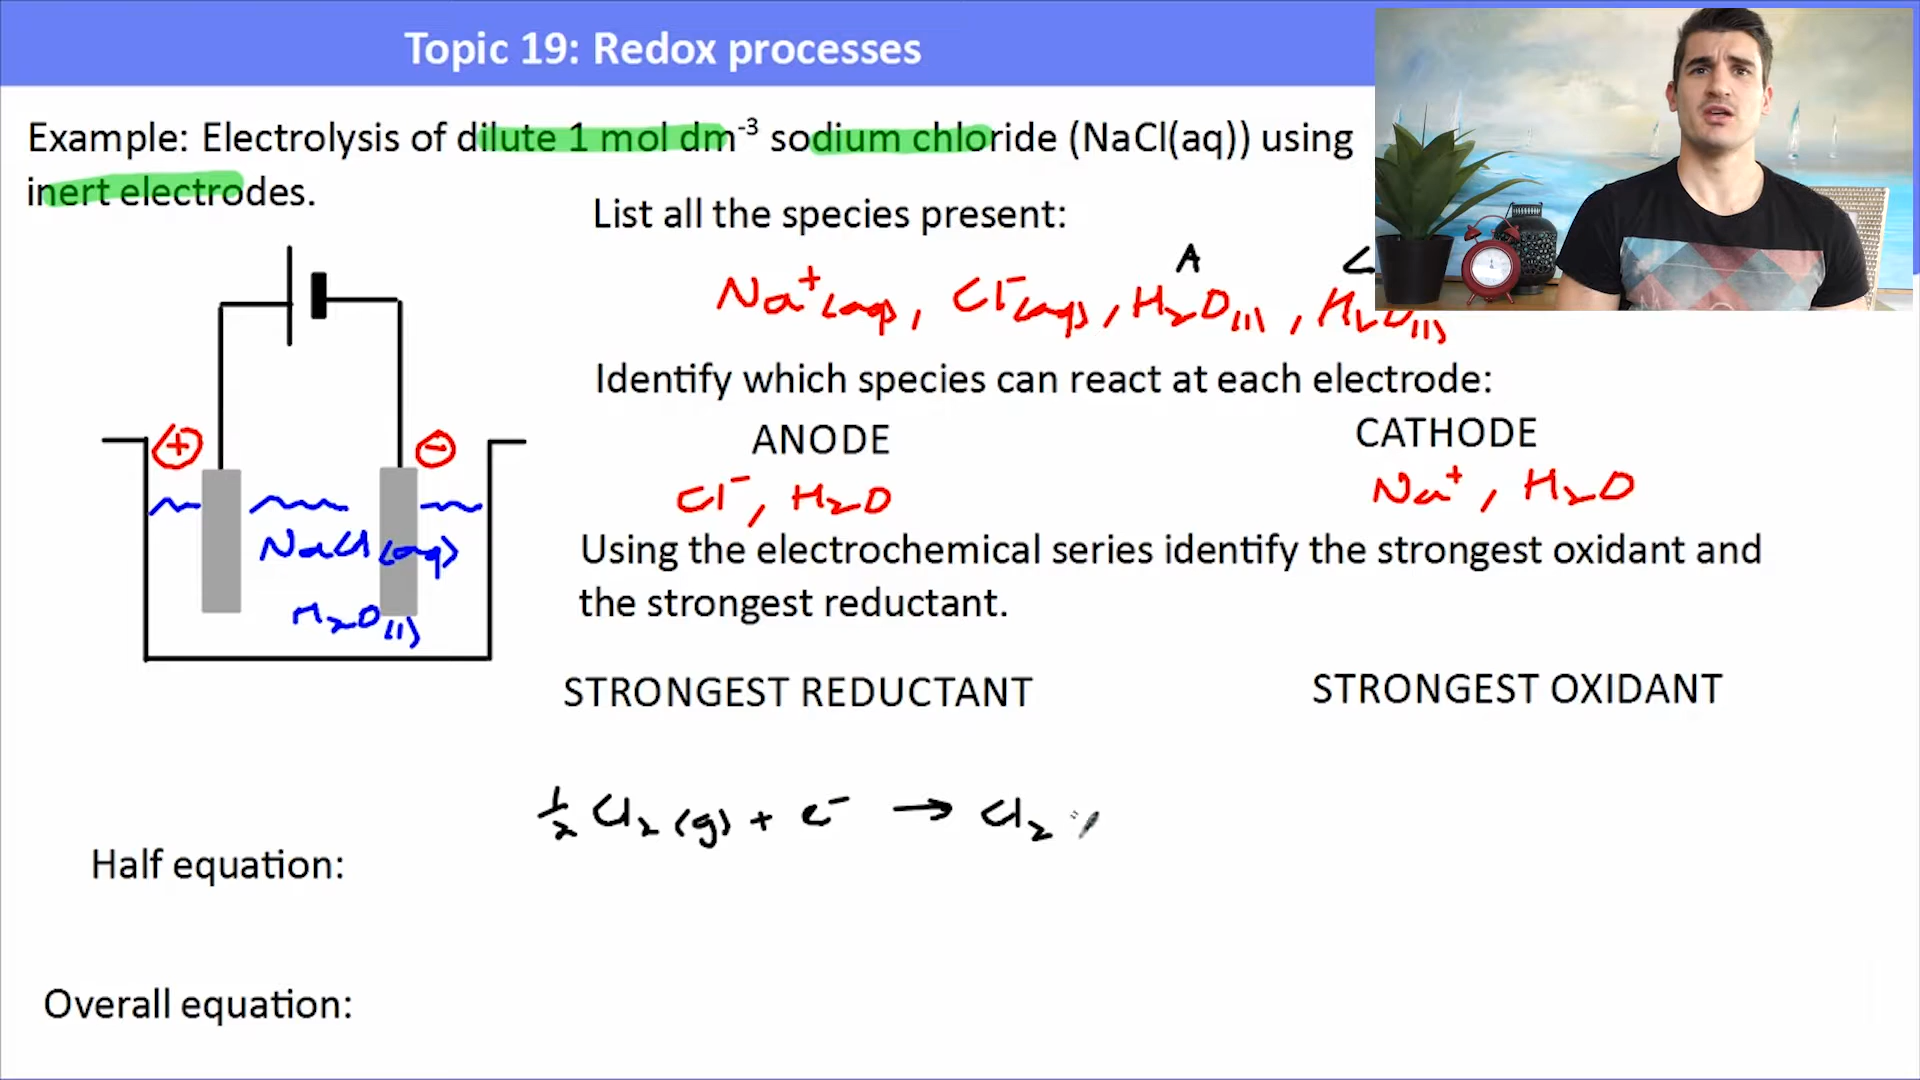 Topic 19: Redox processes
Example: Electrolysis of dilute 1 mol dm⁻³ sodium chloride (NaCl(aq)) using
inert electrodes.
List all the species present:
A
Na⁺(aq), Cl⁻(aq), H₂O(l), H₂O(l)
Identify which species can react at each electrode:
ANODE CATHODE
Cl⁻, H₂O Na⁺, H₂O
+ −
NaCl(aq)
H₂O(l)
Using the electrochemical series identify the strongest oxidant and
the strongest reductant.
STRONGEST REDUCTANT STRONGEST OXIDANT
½ Cl₂(g) + e⁻ → Cl₂
Half equation:
Overall equation: